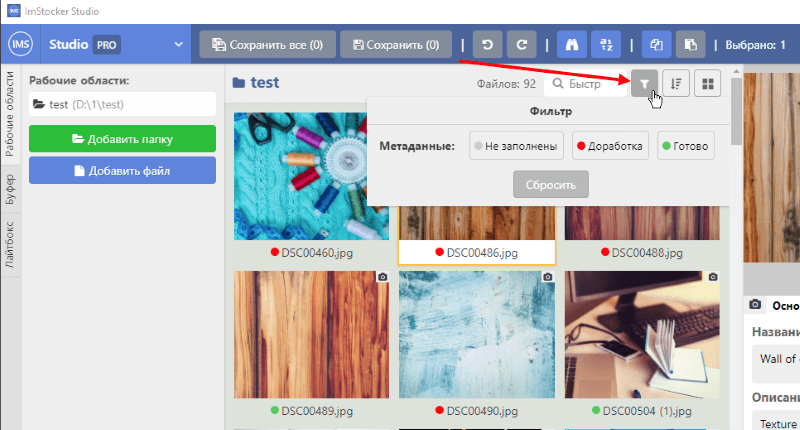 ImStocker Studio
IMS Studio PRO Сохранить все (0) Сохранить (0) Выбрано: 1
Рабочие области
Буфер
Лайтбокс
Рабочие области:
test (D:\1\test)
Добавить папку
Добавить файл
test Файлов: 92 Быстр
Фильтр
Метаданные: Не заполнены Доработка Готово
Сбросить
DSC00460.jpg DSC00486.jpg DSC00488.jpg
DSC00489.jpg DSC00490.jpg DSC00504 (1).jpg
Осно
Названи
Wall of
Описани
Texture